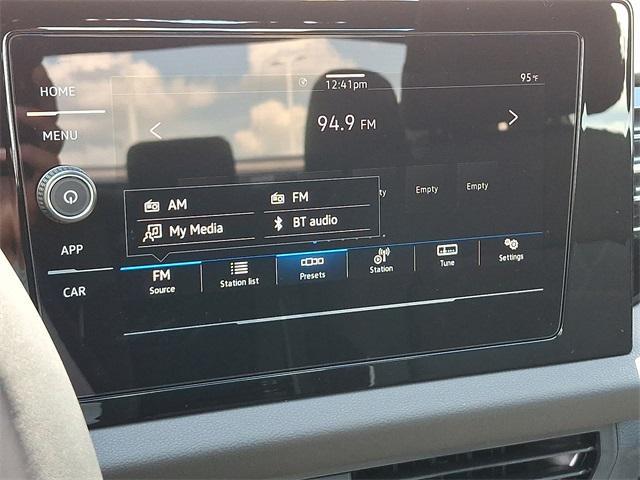 HOME
MENU
APP
CAR
12:41pm
95°F
94.9 FM
Empty
Empty
AM
FM
My Media
BT audio
FM
Source
Station list
Presets
Station
Tune
Settings